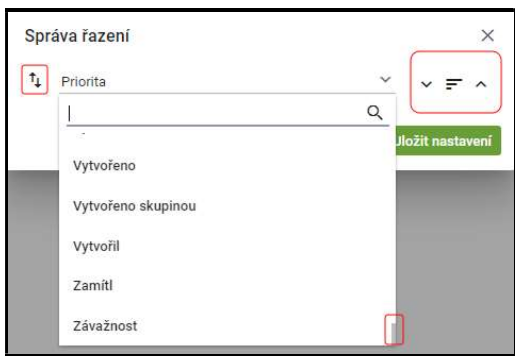 Správa řazení
Priorita
Uložit nastavení
Vytvořeno
Vytvořeno skupinou
Vytvořil
Zamítl
Závažnost